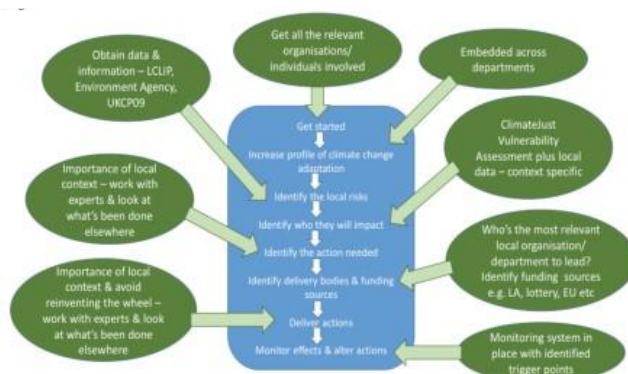 Get all the relevant
organisations/
individuals involved
Obtain data &
information – LCLIP,
Environment Agency,
UKCP09
Embedded across
departments
Get started
Increase profile of climate change
adaptation
Identify the local risks
Identify who they will impact
Identify the action needed
Identify delivery bodies & funding
sources
Deliver actions
Monitor effects & alter actions
ClimateJust
Vulnerability
Assessment plus local
data – context specific
Importance of local
context – work with
experts & look at
what's been done
elsewhere
Who's the most relevant
local organisation/
department to lead?
Identify funding sources
e.g. LA, lottery, EU etc
Importance of local
context & avoid
reinventing the wheel –
work with experts &
look at what's been done
elsewhere
Monitoring system in
place with identified
trigger points